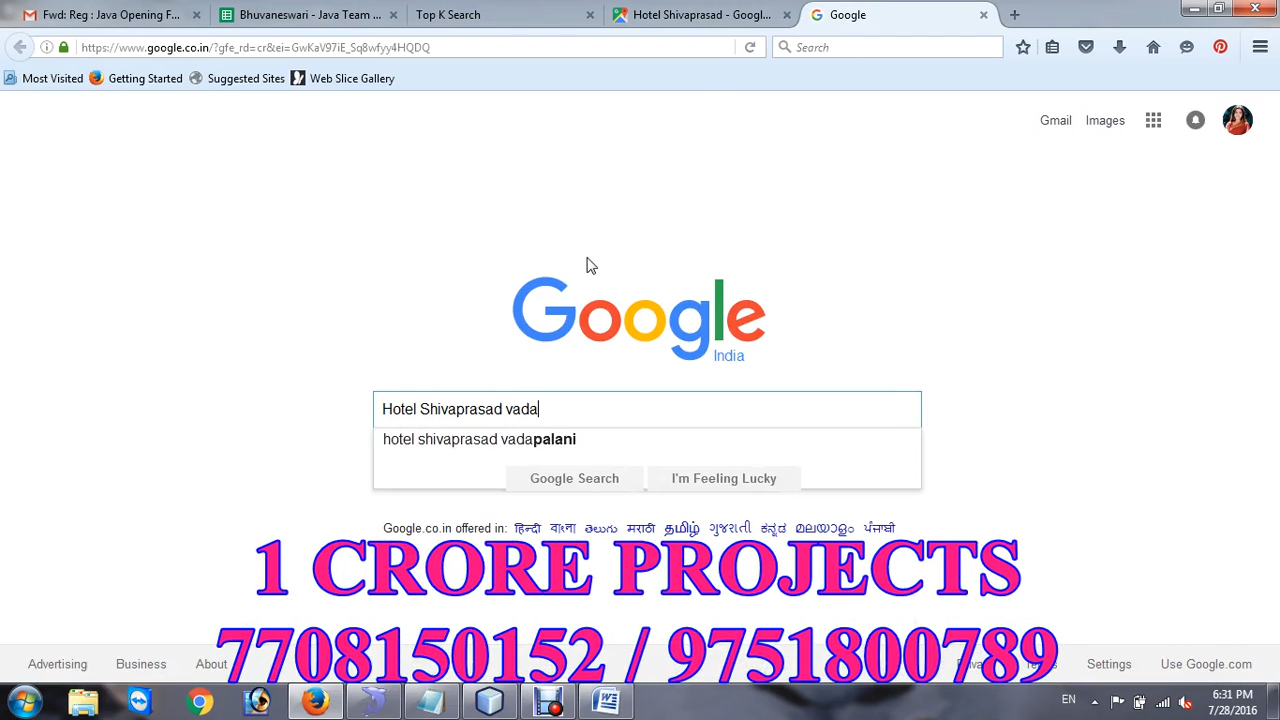 Fwd: Reg : Java Opening F...
Bhuvaneswari - Java Team ...
Top K Search
Hotel Shivaprasad - Googl...
Google
https://www.google.co.in/?gfe_rd=cr&ei=GwKaV97iE_Sq8wfyy4HQDQ
Search
Most Visited
Getting Started
Suggested Sites
Web Slice Gallery
Gmail
Images
Google
India
Hotel Shivaprasad vada
hotel shivaprasad vadapalani
Google Search
I'm Feeling Lucky
Google.co.in offered in: हिन्दी বাংলা తెలుగు मराठी தமிழ் ગુજરાતી ಕನ್ನಡ മലയാളം ਪੰਜਾਬੀ
1 CRORE PROJECTS
7708150152 / 9751800789
Advertising
Business
About
Settings
Use Google.com
EN
6:31 PM
7/28/2016